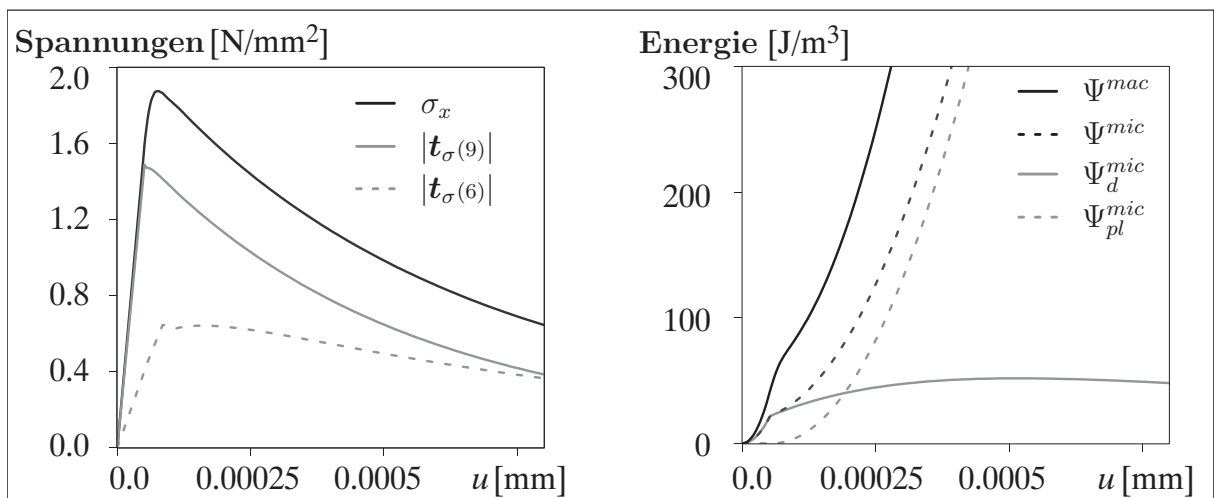 Spannungen [N/mm²]
2.0
1.6
1.2
0.8
0.4
0.0
0.0
0.00025
0.0005
u [mm]
σ_x
|t_σ(9)|
|t_σ(6)|
Energie [J/m³]
300
200
100
0
0.0
0.00025
0.0005
u [mm]
Ψ^mac
Ψ^mic
Ψ_d^mic
Ψ_pl^mic